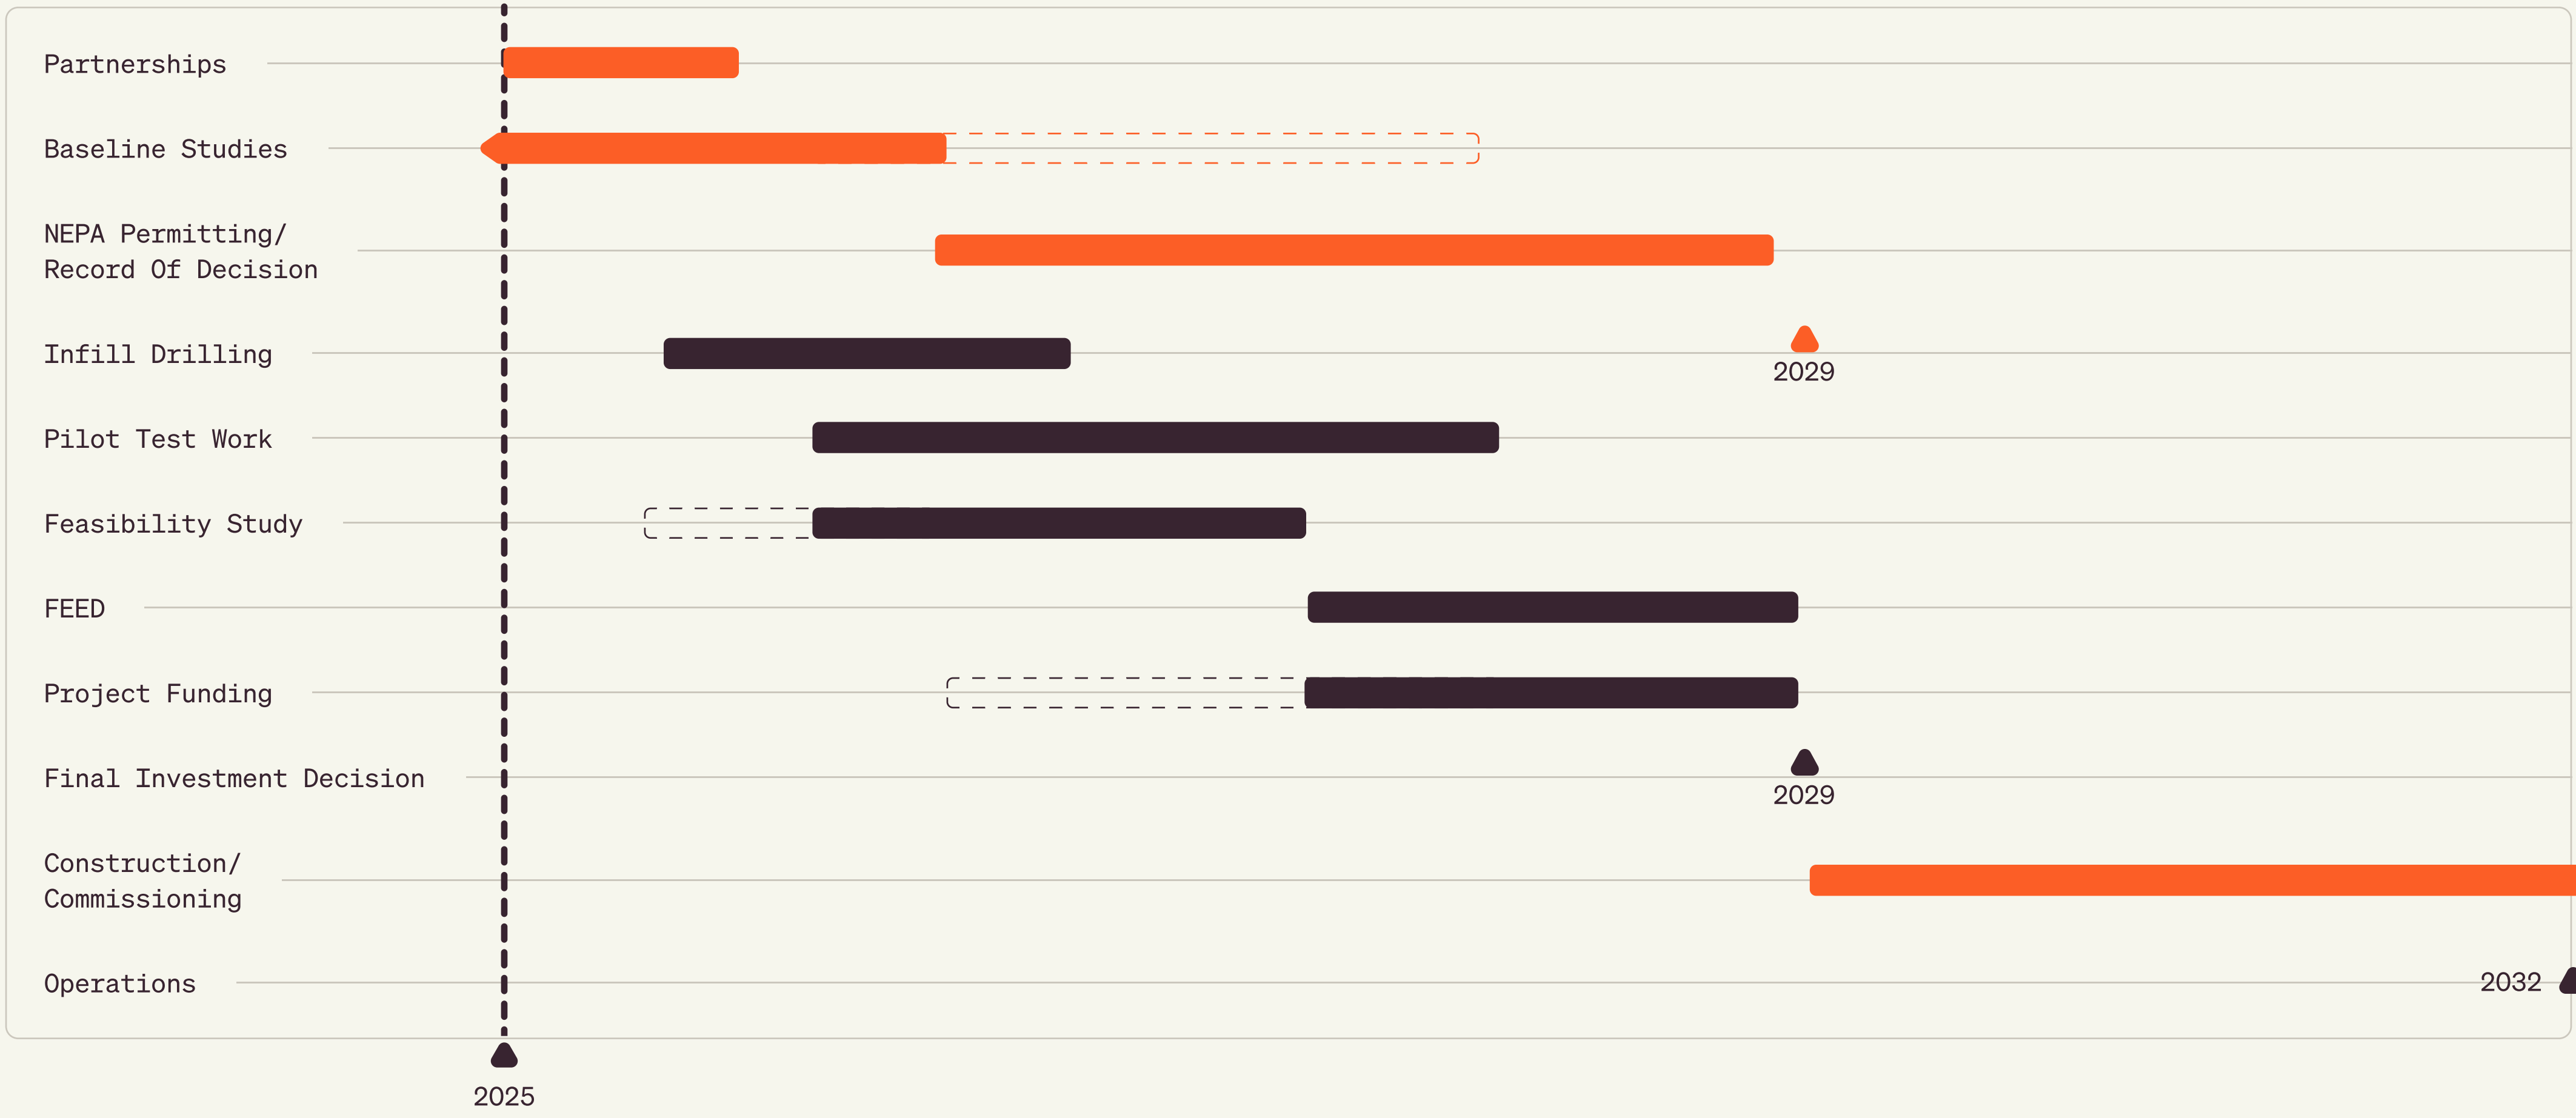 Partnerships
Baseline Studies
NEPA Permitting/
Record Of Decision
Infill Drilling
2029
Pilot Test Work
Feasibility Study
FEED
Project Funding
Final Investment Decision
2029
Construction/
Commissioning
Operations
2032
2025